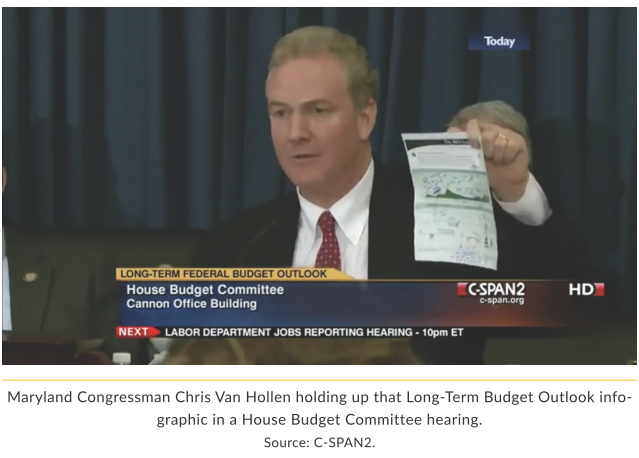 Today
LONG-TERM FEDERAL BUDGET OUTLOOK
House Budget Committee
Cannon Office Building
C-SPAN2
c-span.org
HD
NEXT
LABOR DEPARTMENT JOBS REPORTING HEARING - 10pm ET
Maryland Congressman Chris Van Hollen holding up that Long-Term Budget Outlook info-
graphic in a House Budget Committee hearing.
Source: C-SPAN2.